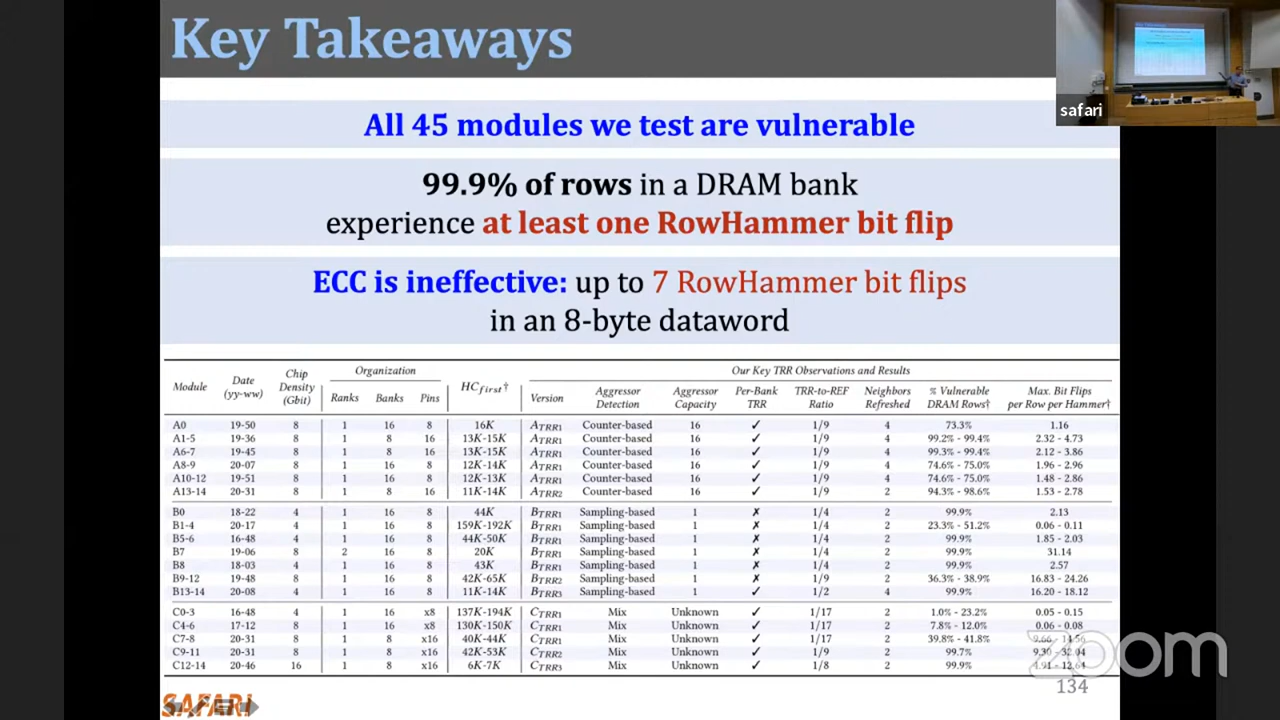 Key Takeaways
safari
All 45 modules we test are vulnerable
99.9% of rows in a DRAM bank
experience at least one RowHammer bit flip
ECC is ineffective: up to 7 RowHammer bit flips
in an 8-byte dataword
Module Date (yy-ww) Chip Density (Gbit) Organization Ranks Banks Pins HCfirst† Our Key TRR Observations and Results Version Aggressor Detection Aggressor Capacity Per-Bank TRR TRR-to-REF Ratio Neighbors Refreshed % Vulnerable DRAM Rows† Max. Bit Flips per Row per Hammer†
A0 19-50 8 1 16 8 16K ATRR1 Counter-based 16 ✓ 1/9 4 73.3% 1.16
A1-5 19-36 8 1 8 16 13K-15K ATRR1 Counter-based 16 ✓ 1/9 4 99.2% - 99.4% 2.32 - 4.73
A6-7 19-45 8 1 8 16 13K-15K ATRR1 Counter-based 16 ✓ 1/9 4 99.3% - 99.4% 2.12 - 3.86
A8-9 20-07 8 1 16 8 12K-14K ATRR1 Counter-based 16 ✓ 1/9 4 74.6% - 75.0% 1.96 - 2.96
A10-12 19-51 8 1 16 8 12K-13K ATRR1 Counter-based 16 ✓ 1/9 4 74.6% - 75.0% 1.48 - 2.86
A13-14 20-31 8 1 8 16 11K-14K ATRR2 Counter-based 16 ✓ 1/9 2 94.3% - 98.6% 1.53 - 2.78
B0 18-22 4 1 16 8 44K BTRR1 Sampling-based 1 ✗ 1/4 2 99.9% 2.13
B1-4 20-17 4 1 16 8 159K-192K BTRR1 Sampling-based 1 ✗ 1/4 2 23.3% - 51.2% 0.06 - 0.11
B5-6 16-48 4 1 16 8 44K-50K BTRR1 Sampling-based 1 ✗ 1/4 2 99.9% 1.85 - 2.03
B7 19-06 8 2 16 8 20K BTRR1 Sampling-based 1 ✗ 1/4 2 99.9% 31.14
B8 18-03 4 1 16 8 43K BTRR1 Sampling-based 1 ✗ 1/4 2 99.9% 2.57
B9-12 19-48 8 1 16 8 42K-65K BTRR2 Sampling-based 1 ✗ 1/9 2 36.3% - 38.9% 16.83 - 24.26
B13-14 20-08 4 1 16 8 11K-14K BTRR3 Sampling-based 1 ✓ 1/2 4 99.9% 16.20 - 18.12
C0-3 16-48 4 1 16 x8 137K-194K CTRR1 Mix Unknown ✓ 1/17 2 1.0% - 23.2% 0.05 - 0.15
C4-6 17-12 8 1 16 x8 130K-150K CTRR1 Mix Unknown ✓ 1/17 2 7.8% - 12.0% 0.06 - 0.08
C7-8 20-31 8 1 8 x16 40K-44K CTRR1 Mix Unknown ✓ 1/17 2 39.8% - 41.8%
C9-11 20-31 8 1 8 x16 42K-53K CTRR2 Mix Unknown ✓ 1/9 2 99.7%
C12-14 20-46 16 1 8 x16 6K-7K CTRR3 Mix Unknown ✓ 1/8 2 99.9%
zoom
134
SAFARI